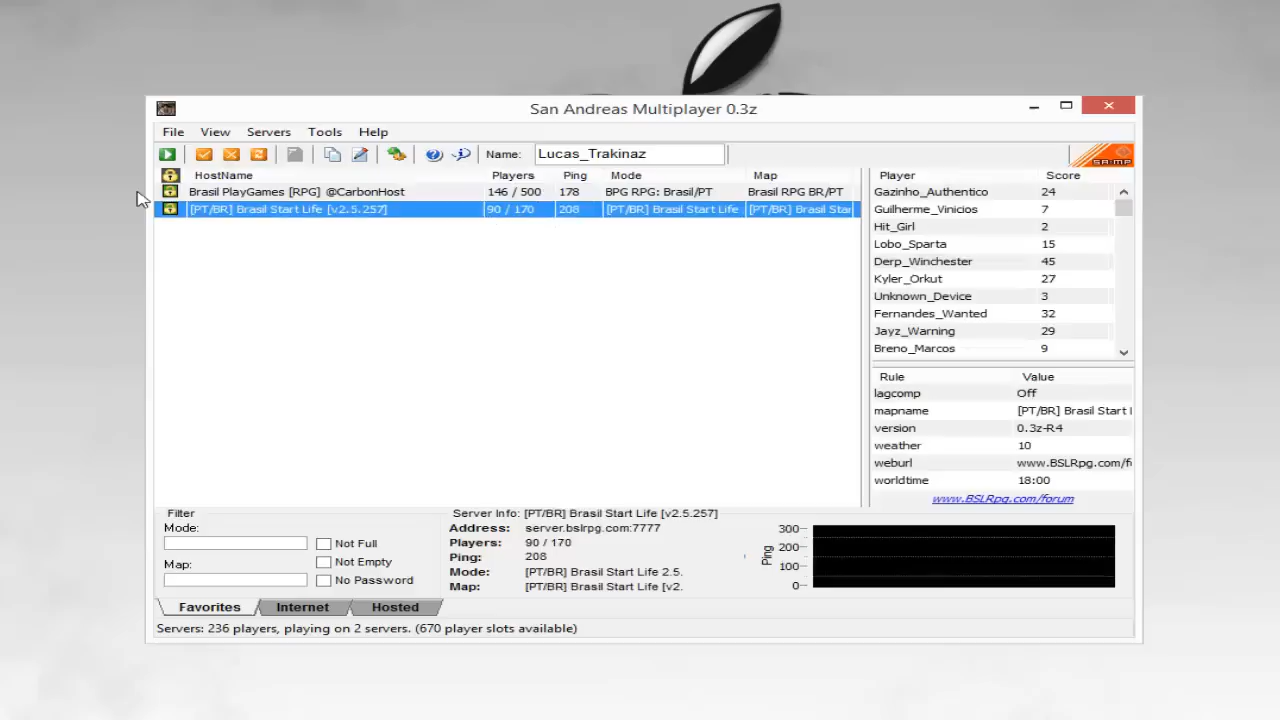 San Andreas Multiplayer 0.3z
File View Servers Tools Help
Name: Lucas_Trakinaz
SA:MP
HostName Players Ping Mode Map
Brasil PlayGames [RPG] @CarbonHost 146 / 500 178 BPG RPG: Brasil/PT Brasil RPG BR/PT
[PT/BR] Brasil Start Life [v2.5.257] 90 / 170 208 [PT/BR] Brasil Start Life [PT/BR] Brasil Star
Player Score
Gazinho_Authentico 24
Guilherme_Vinicios 7
Hit_Girl 2
Lobo_Sparta 15
Derp_Winchester 45
Kyler_Orkut 27
Unknown_Device 3
Fernandes_Wanted 32
Jayz_Warning 29
Breno_Marcos 9
Rule Value
lagcomp Off
mapname [PT/BR] Brasil Start
version 0.3z-R4
weather 10
weburl www.BSLRpg.com/f
worldtime 18:00
www.BSLRpg.com/forum
Filter
Mode:
Not Full
Not Empty
Map:
No Password
Server Info: [PT/BR] Brasil Start Life [v2.5.257]
Address: server.bslrpg.com:7777
Players: 90 / 170
Ping: 208
Mode: [PT/BR] Brasil Start Life 2.5.
Map: [PT/BR] Brasil Start Life [v2.
Ping
300
200
100
0
Favorites Internet Hosted
Servers: 236 players, playing on 2 servers. (670 player slots available)